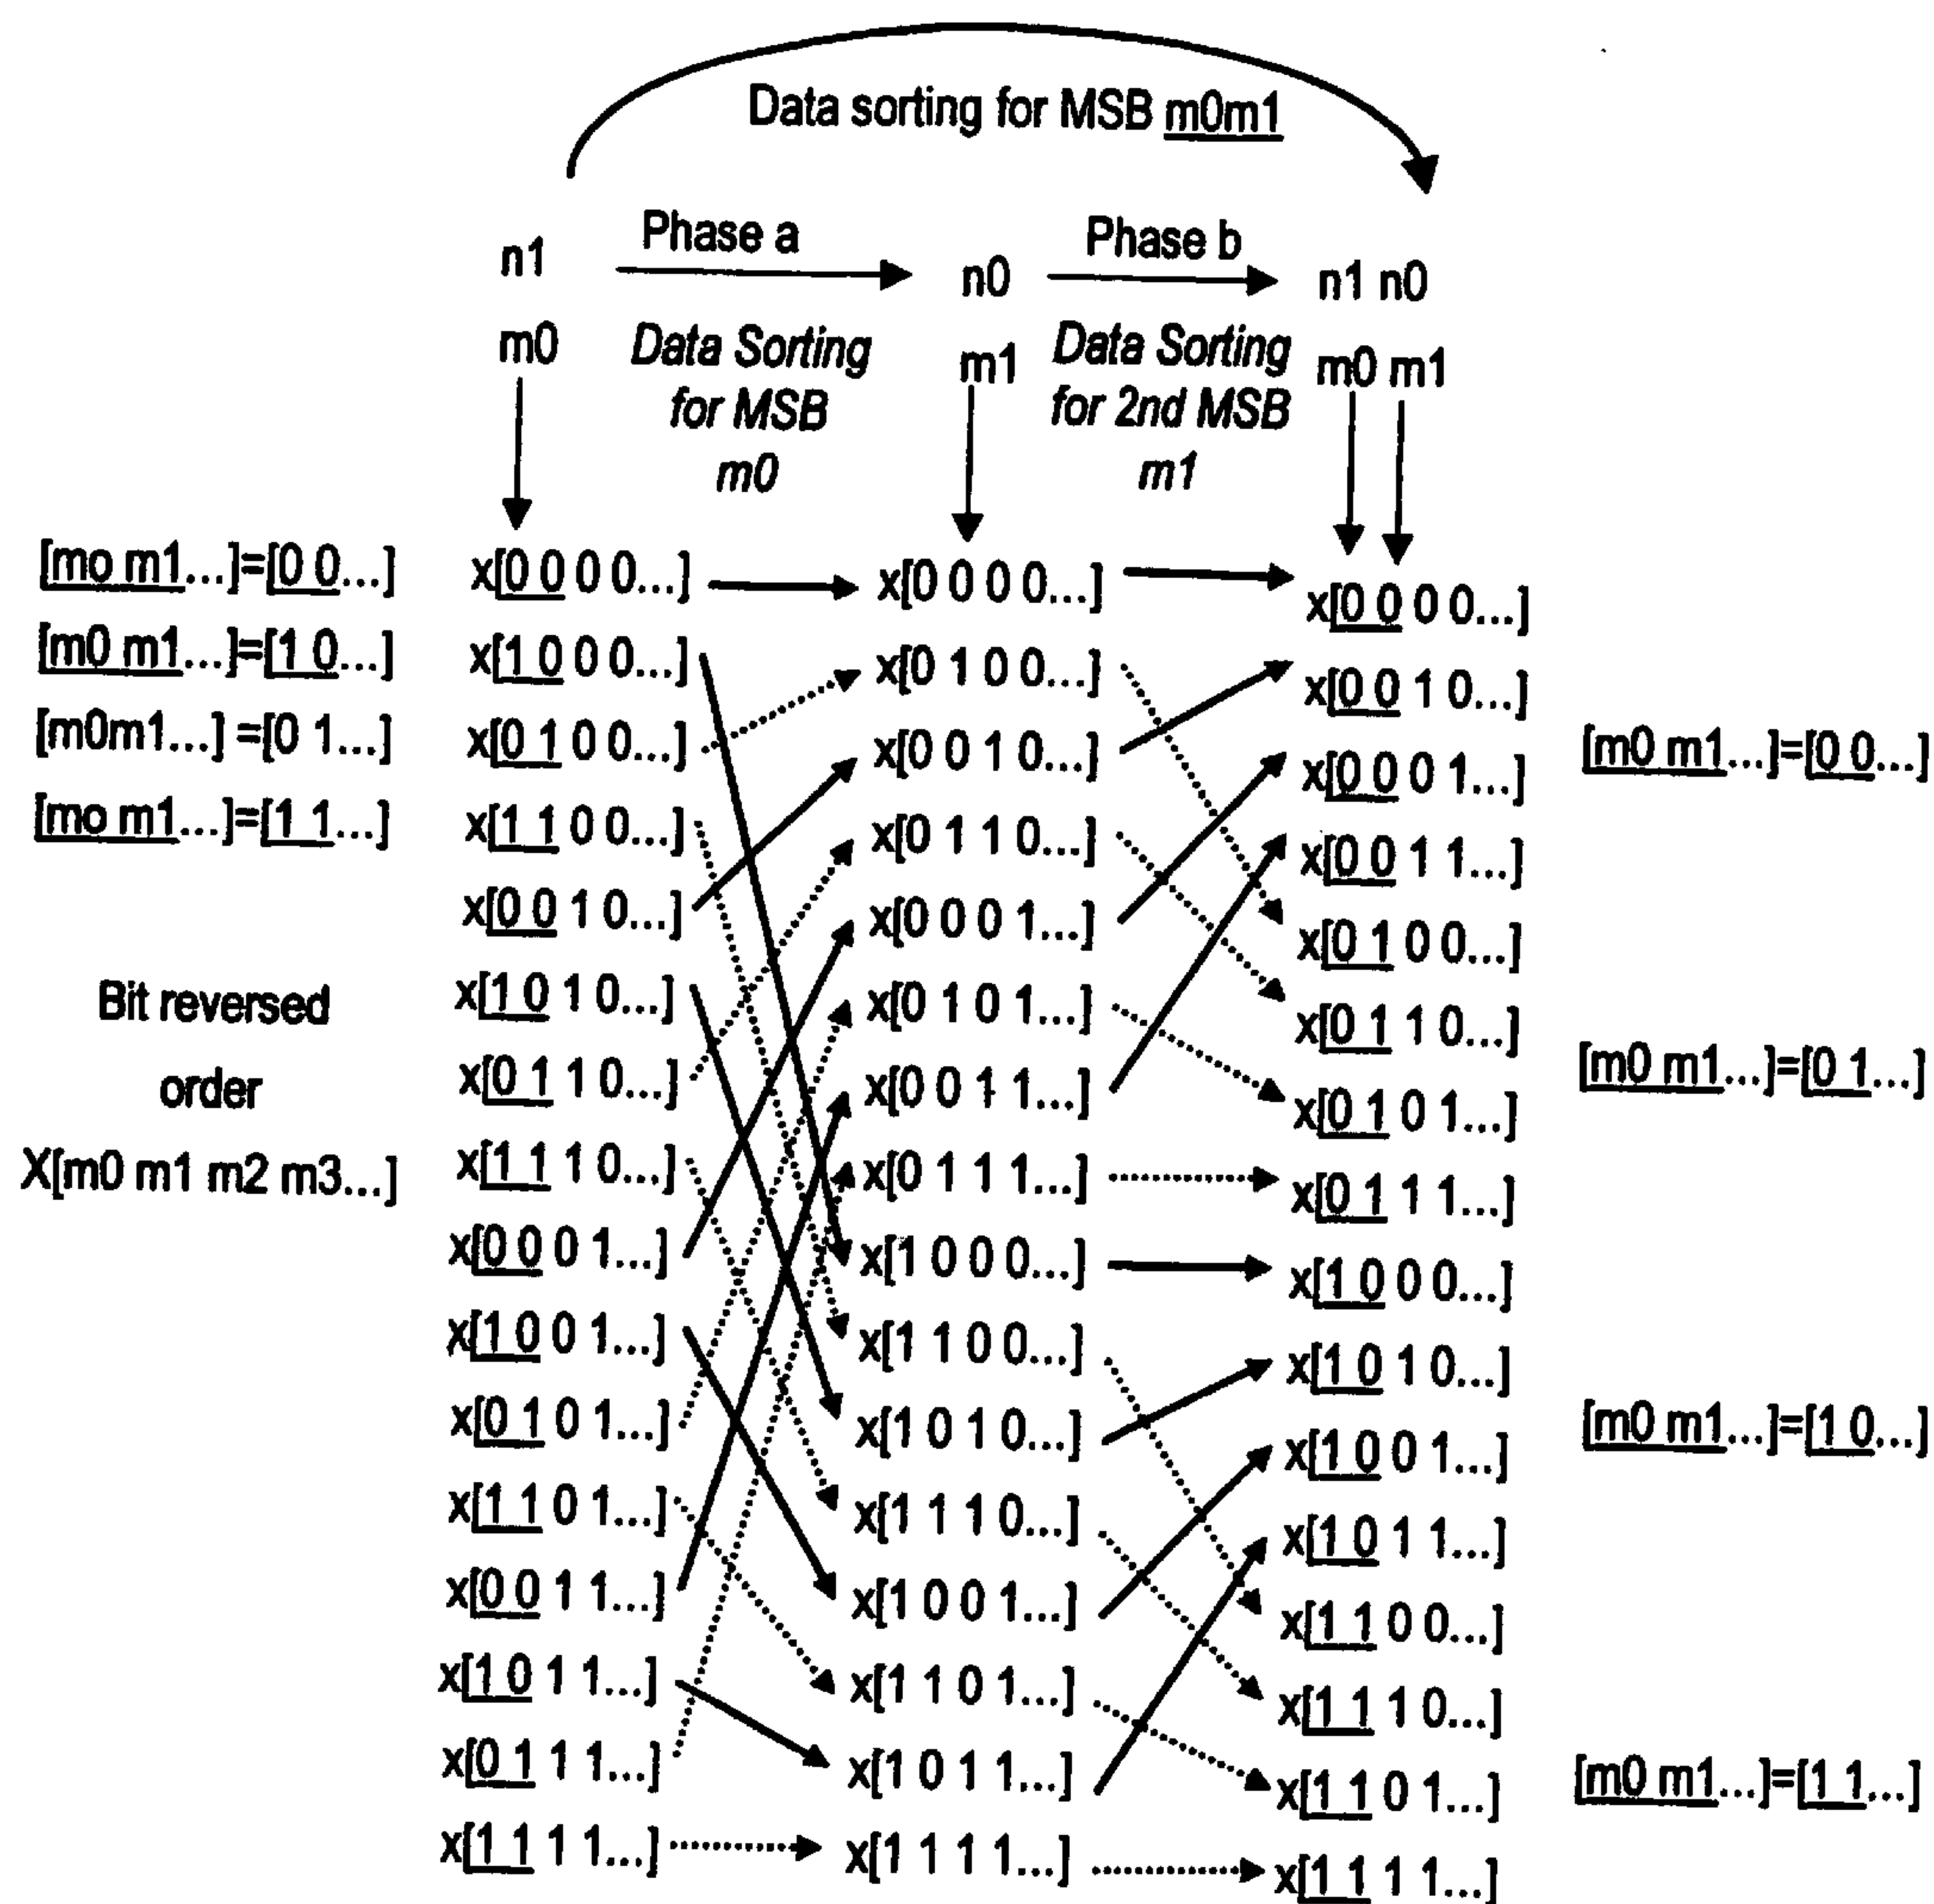 Data sorting for MSB m0m1
n1
Phase a
n0
Phase b
n1 n0
m0
Data Sorting
for MSB
m0
m1
Data Sorting
for 2nd MSB
m1
m0 m1
[mo m1...]=[0 0...]
[m0 m1...]=[1 0...]
[m0m1...] =[0 1...]
[mo m1...]=[1 1...]
Bit reversed
order
X[m0 m1 m2 m3...]
x[0 0 0 0...]
x[1 0 0 0...]
x[0 1 0 0...]
x[1 1 0 0...]
x[0 0 1 0...]
x[1 0 1 0...]
x[0 1 1 0...]
x[1 1 1 0...]
x[0 0 0 1...]
x[1 0 0 1...]
x[0 1 0 1...]
x[1 1 0 1...]
x[0 0 1 1...]
x[1 0 1 1...]
x[0 1 1 1...]
x[1 1 1 1...]
x[0 0 0 0...]
x[0 1 0 0...]
x[0 0 1 0...]
x[0 1 1 0...]
x[0 0 0 1...]
x[0 1 0 1...]
x[0 0 1 1...]
x[0 1 1 1...]
x[1 0 0 0...]
x[1 1 0 0...]
x[1 0 1 0...]
x[1 1 1 0...]
x[1 0 0 1...]
x[1 1 0 1...]
x[1 0 1 1...]
x[1 1 1 1...]
x[0 0 0 0...]
x[0 0 1 0...]
x[0 0 0 1...]
x[0 0 1 1...]
x[0 1 0 0...]
x[0 1 1 0...]
x[0 1 0 1...]
x[0 1 1 1...]
x[1 0 0 0...]
x[1 0 1 0...]
x[1 0 0 1...]
x[1 0 1 1...]
x[1 1 0 0...]
x[1 1 1 0...]
x[1 1 0 1...]
x[1 1 1 1...]
[m0 m1...]=[0 0...]
[m0 m1...]=[0 1...]
[m0 m1...]=[1 0...]
[m0 m1...]=[1 1...]